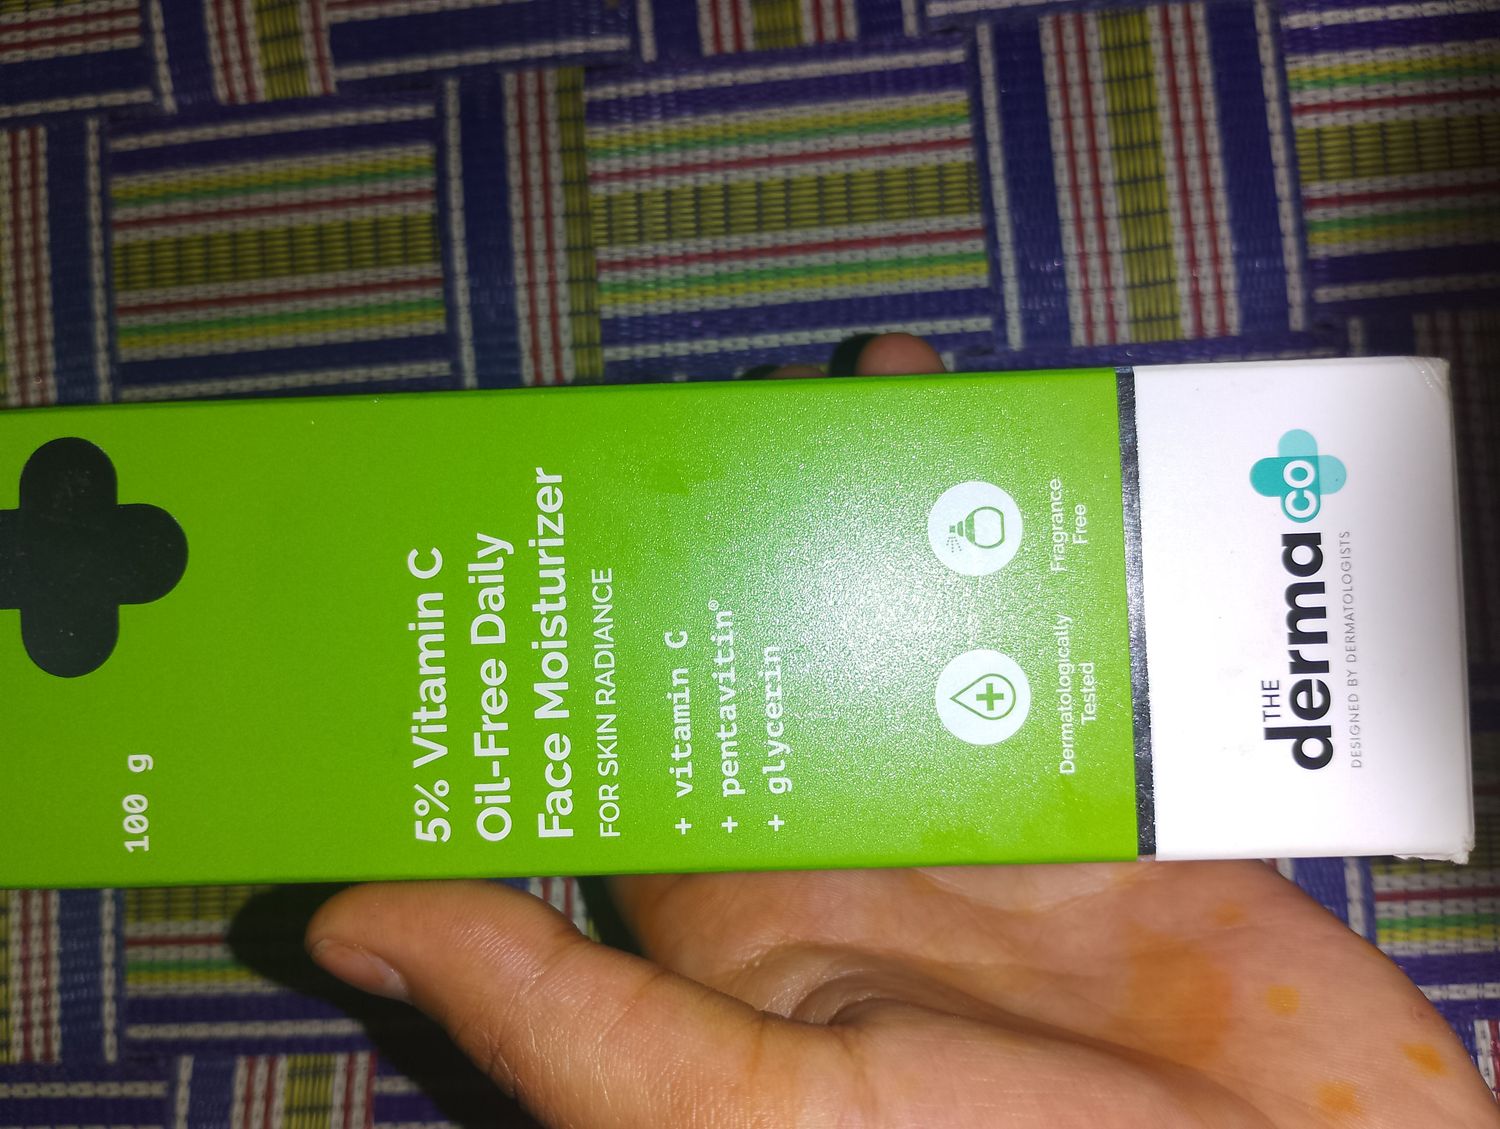 THE
derma co
DESIGNED BY DERMATOLOGISTS
5% Vitamin C
Oil-Free Daily
Face Moisturizer
FOR SKIN RADIANCE
+ vitamin C
+ pentavitin®
+ glycerin
Dermatologically
Tested
Fragrance
Free
100 g